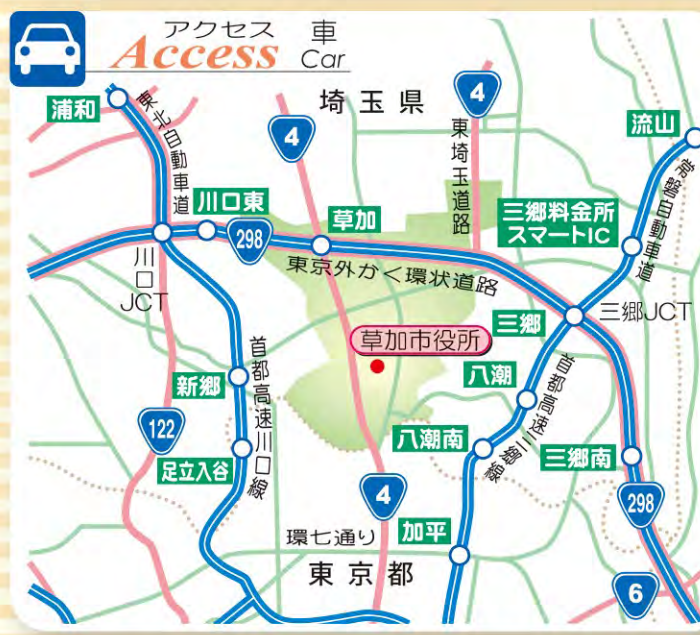 アクセス 車
Access Car
浦和
東北自動車道
4
埼玉県
4
東埼玉道路
流山
常磐自動車道
川口東
298
草加
三郷料金所
スマートIC
川口
JCT
東京外かく環状道路
三郷
三郷JCT
草加市役所
新郷
首都高速川口線
八潮
首都高速三郷線
122
足立入谷
八潮南
三郷南
4
298
環七通り
加平
東京都
6